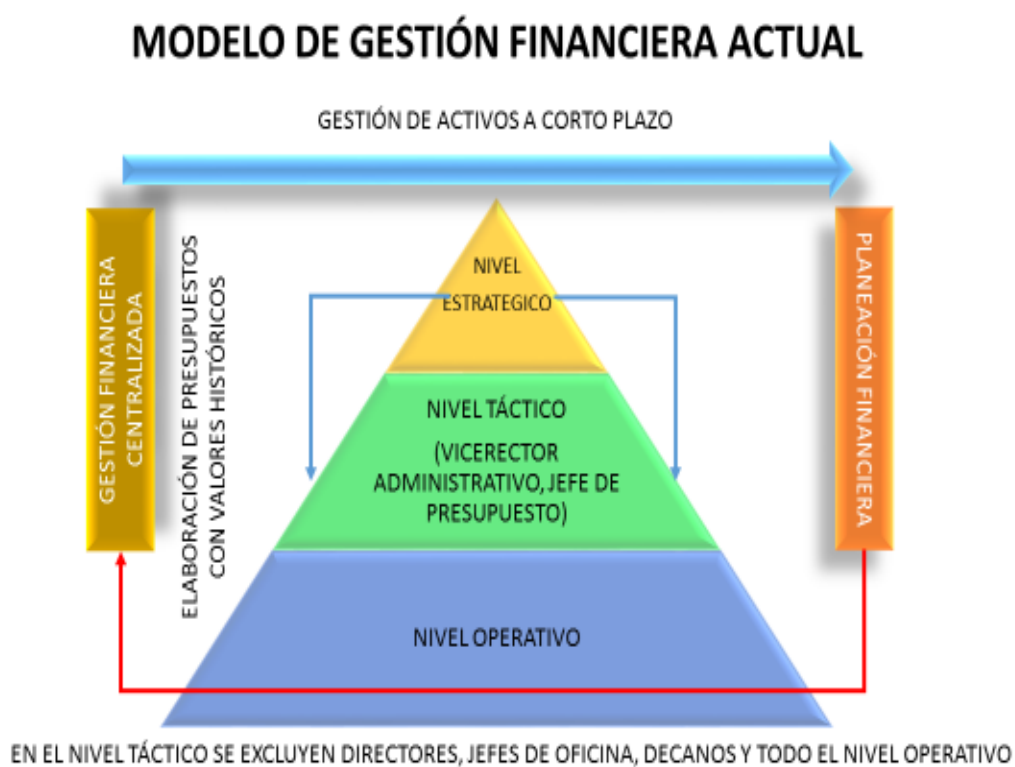 MODELO DE GESTIÓN FINANCIERA ACTUAL
GESTIÓN DE ACTIVOS A CORTO PLAZO
GESTIÓN FINANCIERA
CENTRALIZADA
ELABORACIÓN DE PRESUPUESTOS
CON VALORES HISTÓRICOS
NIVEL
ESTRATEGICO
NIVEL TÁCTICO
(VICERECTOR
ADMINISTRATIVO, JEFE DE
PRESUPUESTO)
NIVEL OPERATIVO
PLANEACIÓN FINANCIERA
EN EL NIVEL TÁCTICO SE EXCLUYEN DIRECTORES, JEFES DE OFICINA, DECANOS Y TODO EL NIVEL OPERATIVO